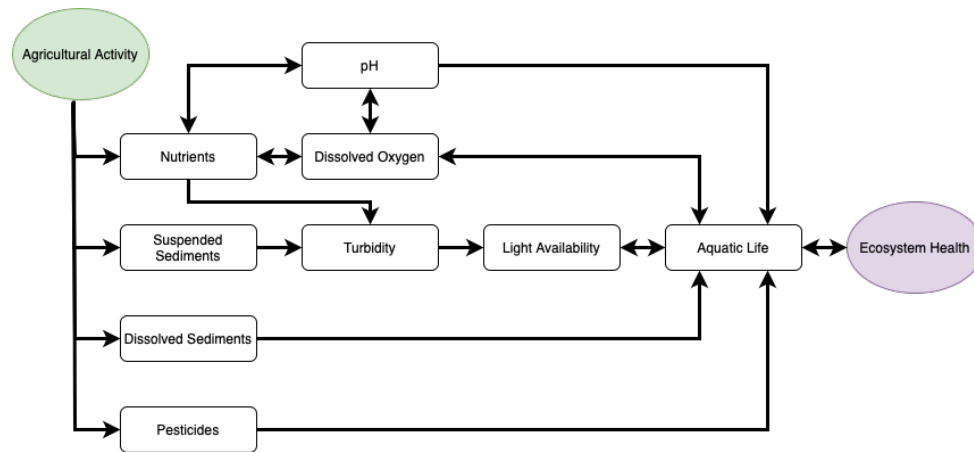 Agricultural Activity
pH
Nutrients
Dissolved Oxygen
Suspended
Sediments
Turbidity
Light Availability
Aquatic Life
Ecosystem Health
Dissolved Sediments
Pesticides